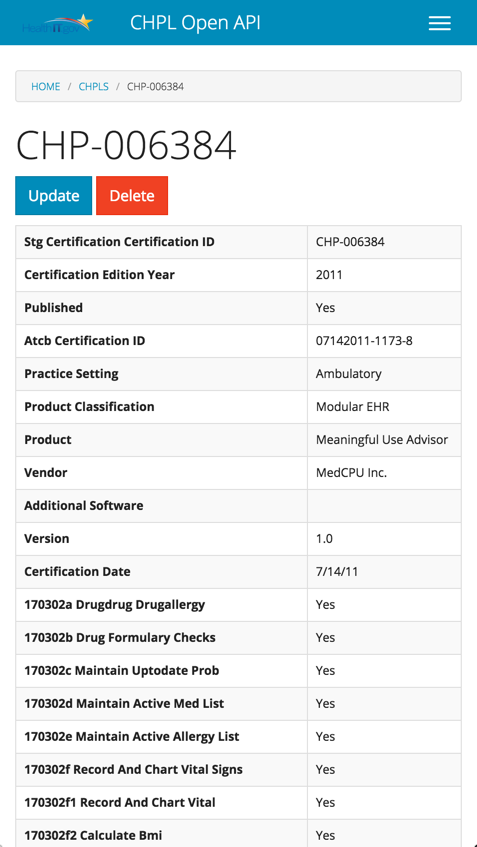 HealthIT.gov
CHPL Open API
HOME / CHPLS / CHP-006384
CHP-006384
Update Delete
Stg Certification Certification ID CHP-006384
Certification Edition Year 2011
Published Yes
Atcb Certification ID 07142011-1173-8
Practice Setting Ambulatory
Product Classification Modular EHR
Product Meaningful Use Advisor
Vendor MedCPU Inc.
Additional Software
Version 1.0
Certification Date 7/14/11
170302a Drugdrug Drugallergy Yes
170302b Drug Formulary Checks Yes
170302c Maintain Uptodate Prob Yes
170302d Maintain Active Med List Yes
170302e Maintain Active Allergy List Yes
170302f Record And Chart Vital Signs Yes
170302f1 Record And Chart Vital Yes
170302f2 Calculate Bmi Yes